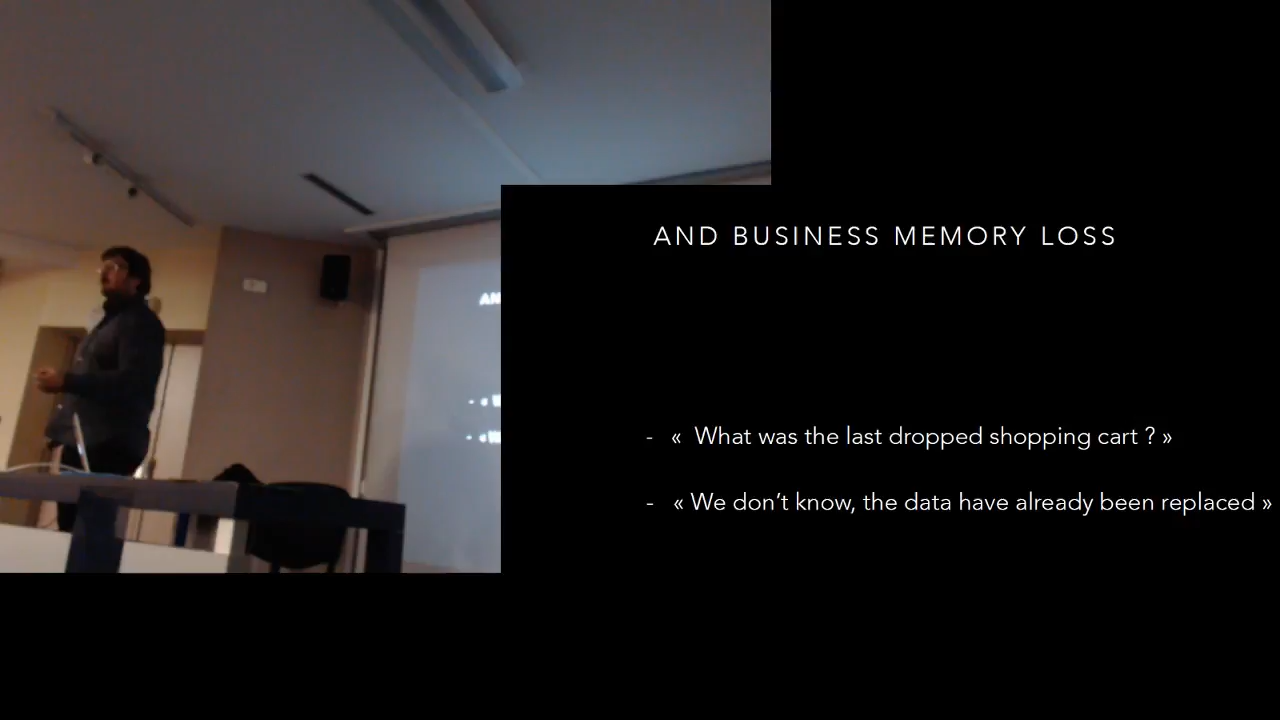 AND BUSINESS MEMORY LOSS
- « What was the last dropped shopping cart ? »
- « We don’t know, the data have already been replaced »